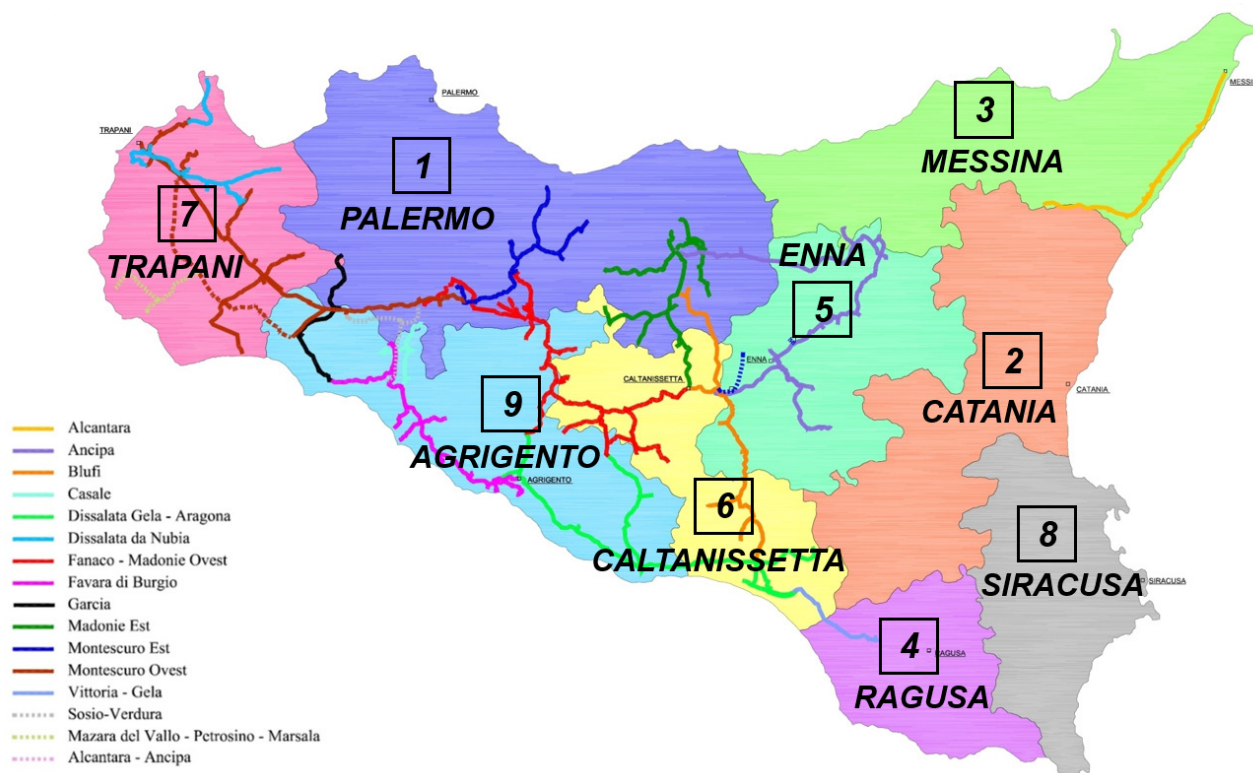 PALERMO
MESSI
3
MESSINA
TRAPANI
1
PALERMO
7
TRAPANI
ENNA
5
ENNA
2
CATANIA
CATANIA
CALTANISSETTA
9
AGRIGENTO
AGRIGENTO
6
CALTANISSETTA
8
SIRACUSA
SIRACUSA
4
RAGUSA
RAGUSA
Alcantara
Ancipa
Blufi
Casale
Dissalata Gela - Aragona
Dissalata da Nubia
Fanaco - Madonie Ovest
Favara di Burgio
Garcia
Madonie Est
Montescuro Est
Montescuro Ovest
Vittoria - Gela
Sosio-Verdura
Mazara del Vallo - Petrosino - Marsala
Alcantara - Ancipa